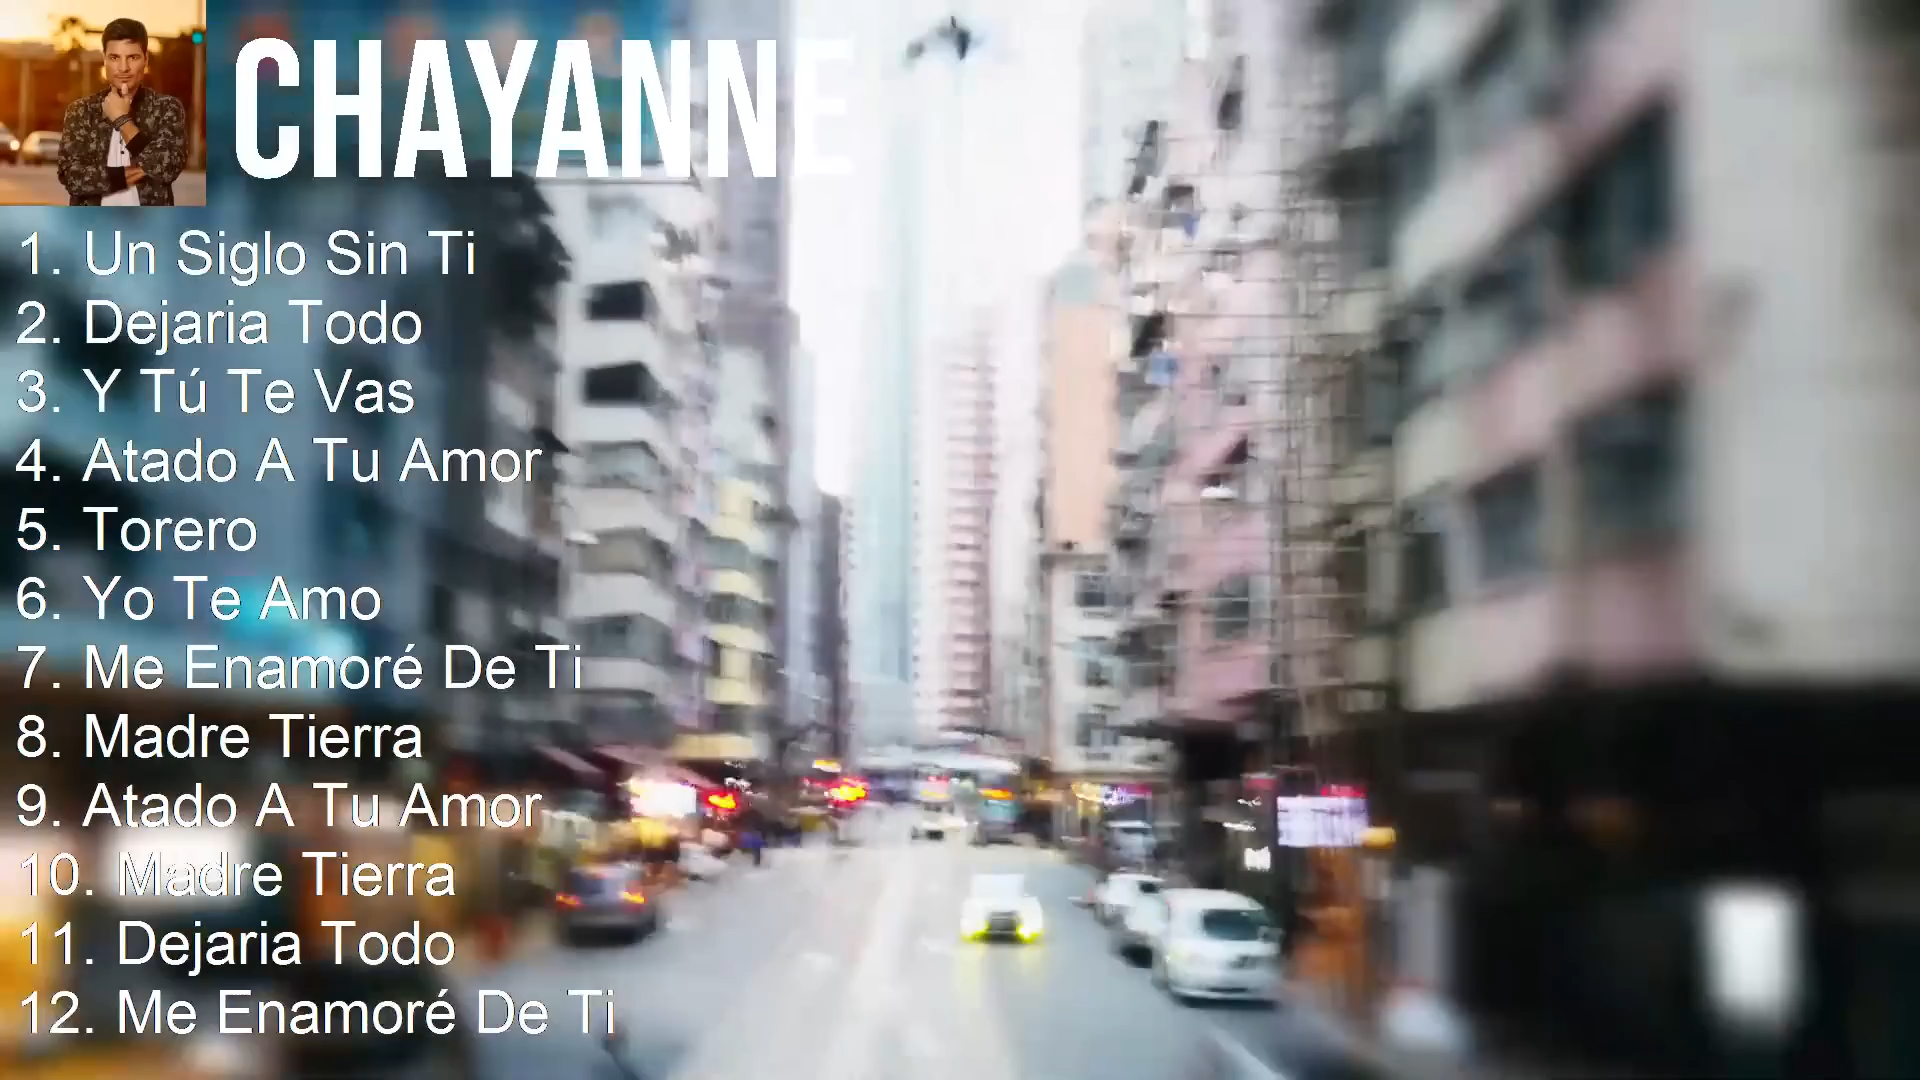 CHAYANNE
1. Un Siglo Sin Ti
2. Dejaria Todo
3. Y Tú Te Vas
4. Atado A Tu Amor
5. Torero
6. Yo Te Amo
7. Me Enamoré De Ti
8. Madre Tierra
9. Atado A Tu Amor
10. Madre Tierra
11. Dejaria Todo
12. Me Enamoré De Ti